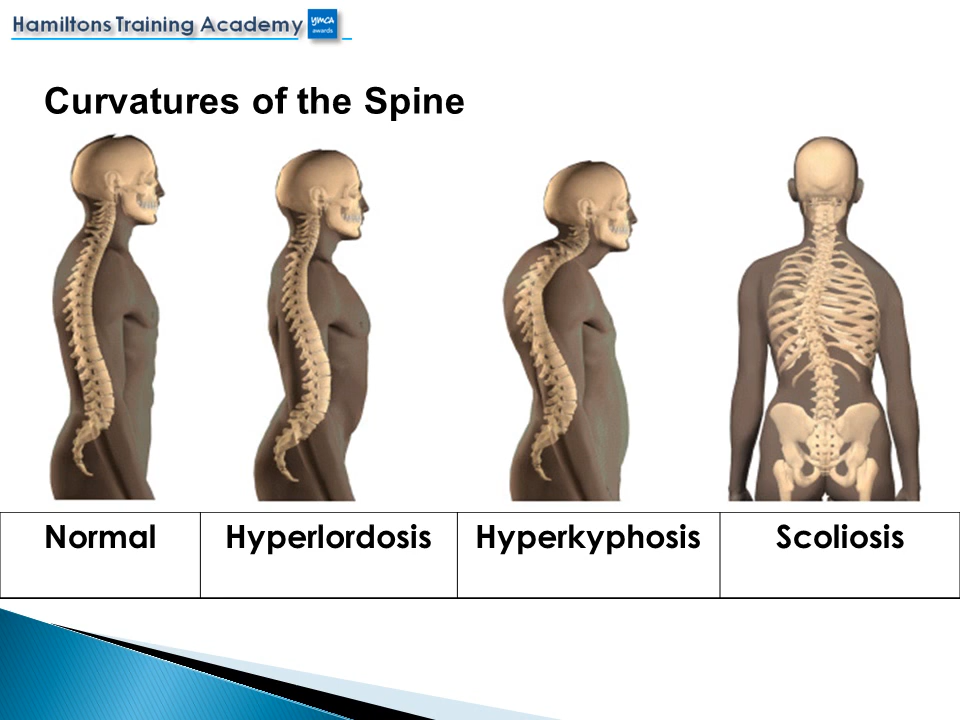 Hamiltons Training Academy
YMCA
awards
Curvatures of the Spine
Normal Hyperlordosis Hyperkyphosis Scoliosis